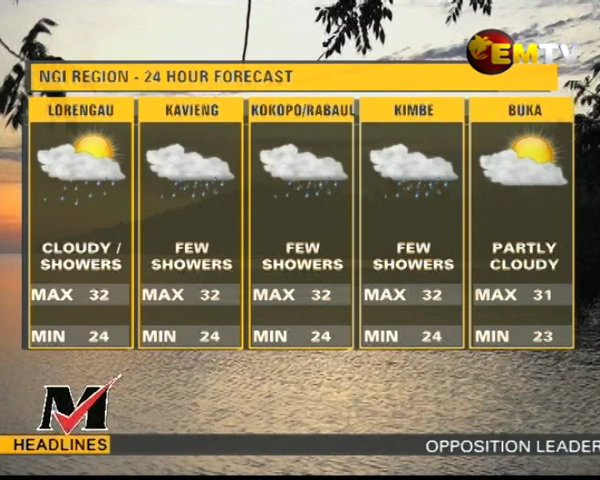 EMTV
NGI REGION - 24 HOUR FORECAST
LORENGAU
KAVIENG
KOKOPO/RABAUL
KIMBE
BUKA
CLOUDY /
SHOWERS
FEW
SHOWERS
FEW
SHOWERS
FEW
SHOWERS
PARTLY
CLOUDY
MAX 32
MAX 32
MAX 32
MAX 32
MAX 31
MIN 24
MIN 24
MIN 24
MIN 24
MIN 23
M
HEADLINES
OPPOSITION LEADER